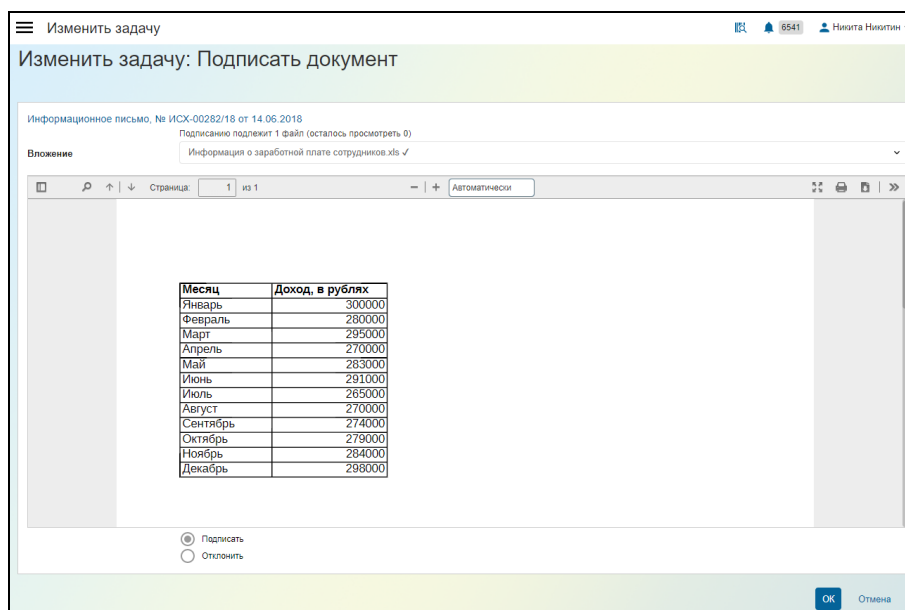 Изменить задачу 6541 Никита Никитин
Изменить задачу: Подписать документ
Информационное письмо, № ИСХ-00282/18 от 14.06.2018
Подписанию подлежит 1 файл (осталось просмотреть 0)
Вложение Информация о заработной плате сотрудников.xls ✓
Страница: 1 из 1 Автоматически
Месяц Доход, в рублях
Январь 300000
Февраль 280000
Март 295000
Апрель 270000
Май 283000
Июнь 291000
Июль 265000
Август 270000
Сентябрь 274000
Октябрь 279000
Ноябрь 284000
Декабрь 298000
Подписать
Отклонить
ОК Отмена